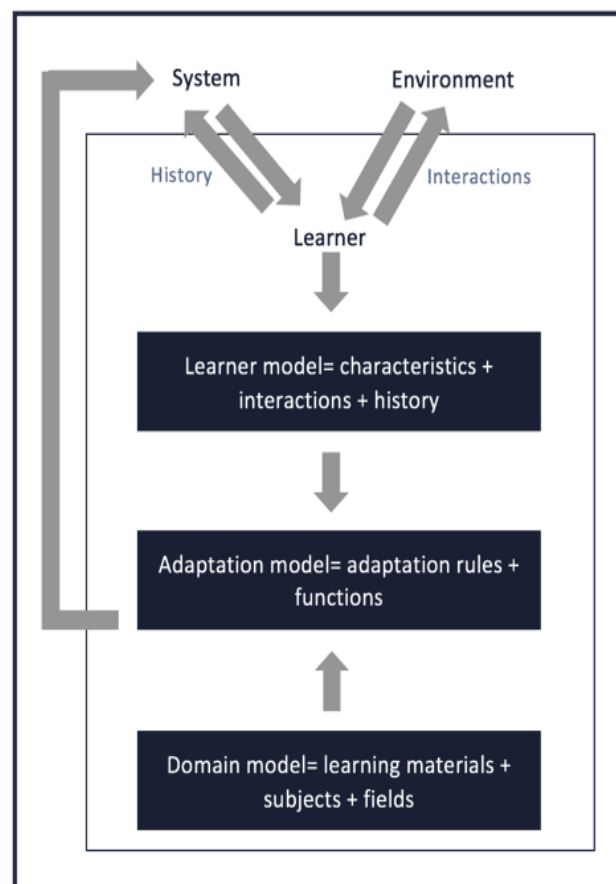 System
Environment
History
Interactions
Learner
Learner model= characteristics +
interactions + history
Adaptation model= adaptation rules +
functions
Domain model= learning materials +
subjects + fields